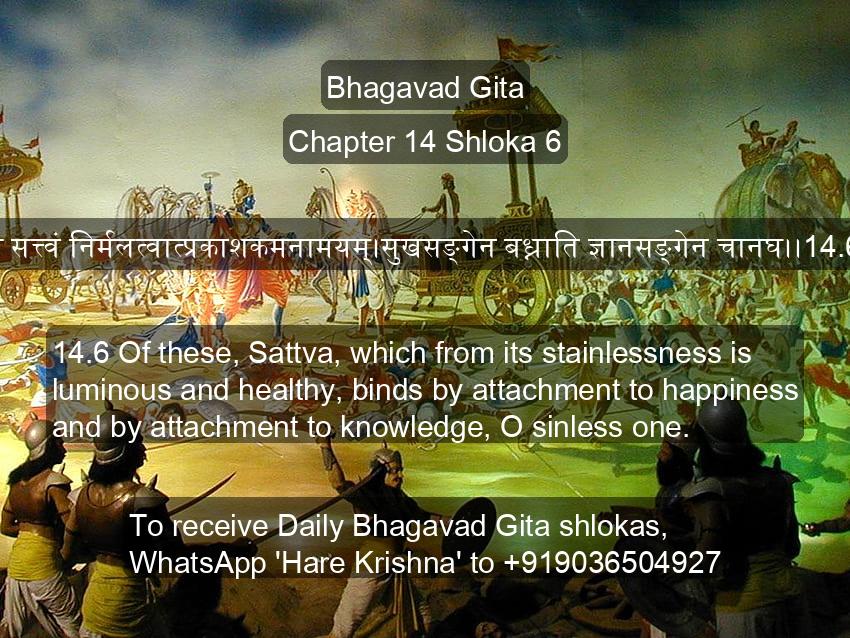 Bhagavad Gita
Chapter 14 Shloka 6
सत्त्वं निर्मलत्वात्प्रकाशकमनामयम्।सुखसङ्गेन बध्नाति ज्ञानसङ्गेन चानघ।।14.6
14.6 Of these, Sattva, which from its stainlessness is
luminous and healthy, binds by attachment to happiness
and by attachment to knowledge, O sinless one.
To receive Daily Bhagavad Gita shlokas,
WhatsApp 'Hare Krishna' to +919036504927